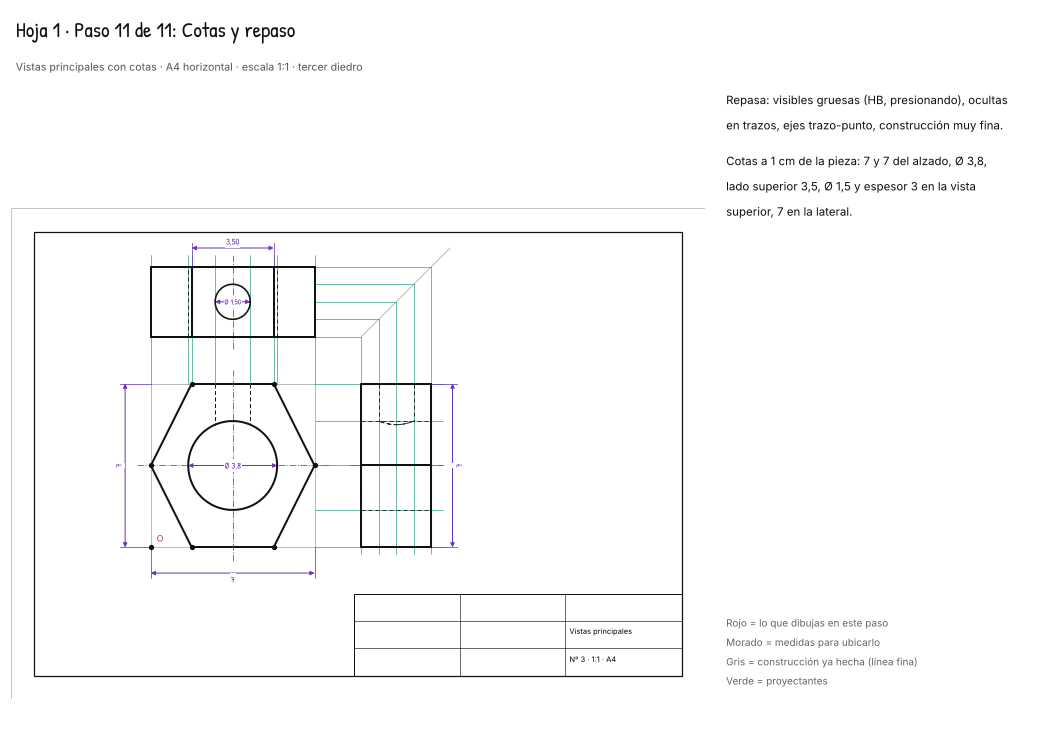 Hoja 1 · Paso 11 de 11: Cotas y repaso
Vistas principales con cotas · A4 horizontal · escala 1:1 · tercer diedro
Repasa: visibles gruesas (HB, presionando), ocultas
en trazos, ejes trazo-punto, construcción muy fina.
Cotas a 1 cm de la pieza: 7 y 7 del alzado, Ø 3,8,
lado superior 3,5, Ø 1,5 y espesor 3 en la vista
superior, 7 en la lateral.
3,50
Ø 1,50
7
Ø 3,8
7
O
7
Vistas principales
Nº 3 · 1:1 · A4
Rojo = lo que dibujas en este paso
Morado = medidas para ubicarlo
Gris = construcción ya hecha (línea fina)
Verde = proyectantes